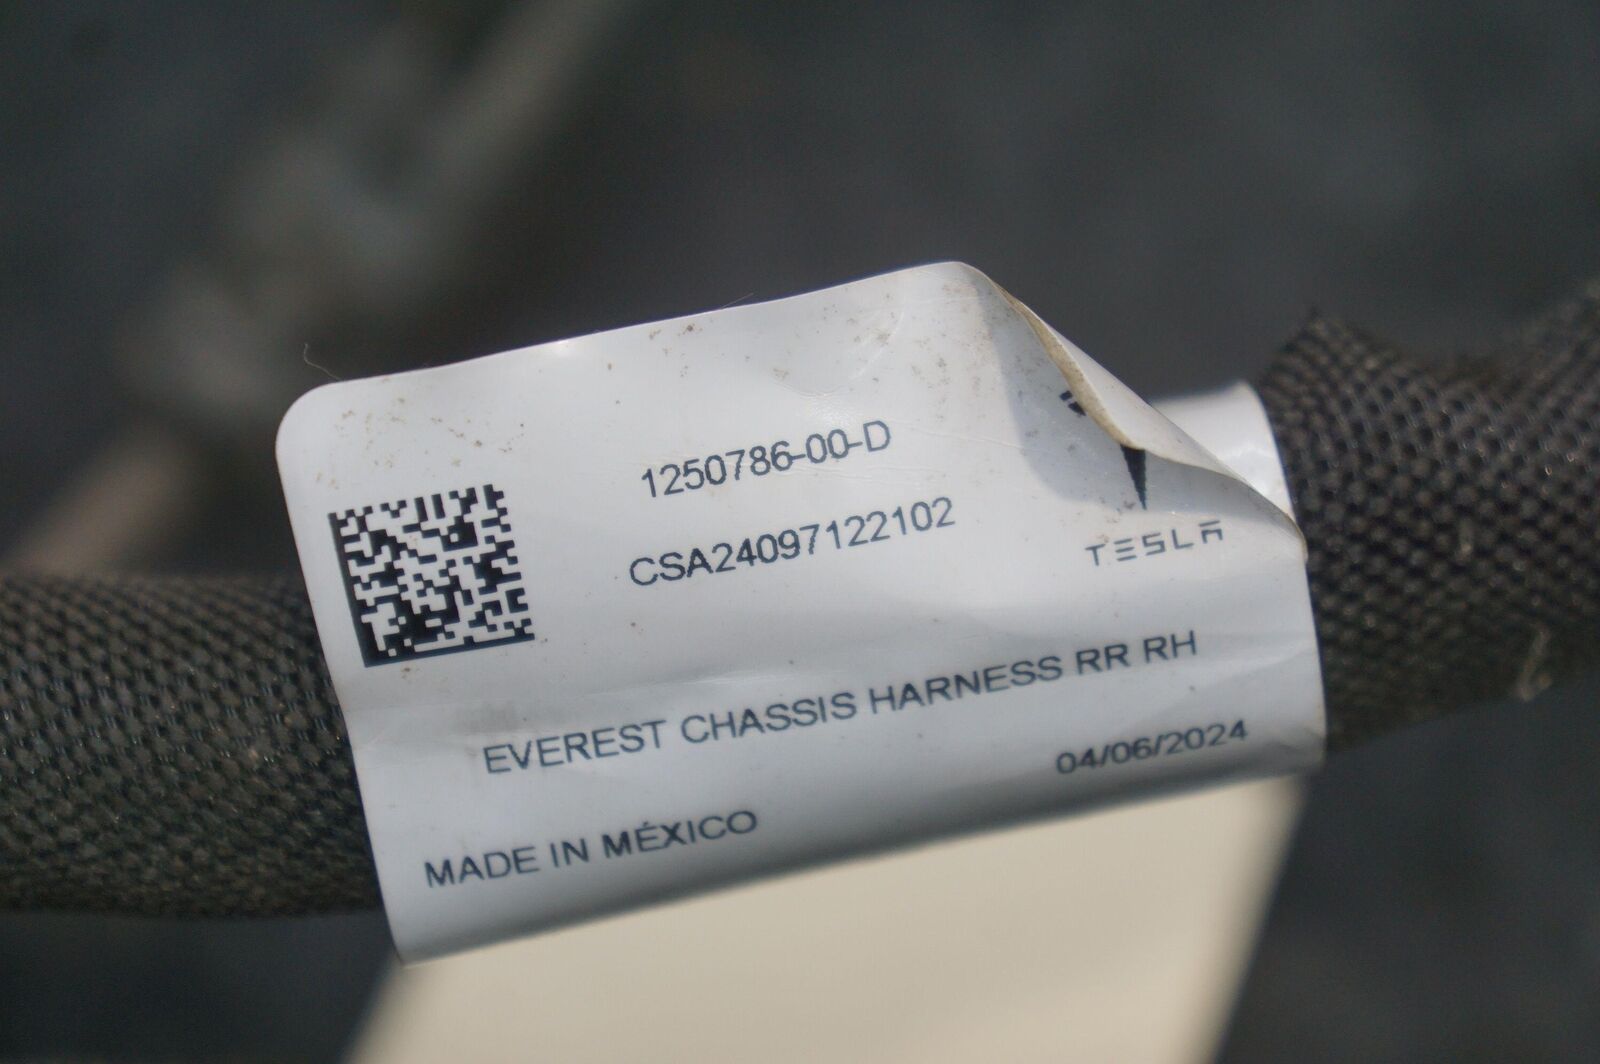 1250786-00-D
CSA24097122102
TESLA
EVEREST CHASSIS HARNESS RR RH
04/06/2024
MADE IN MÉXICO